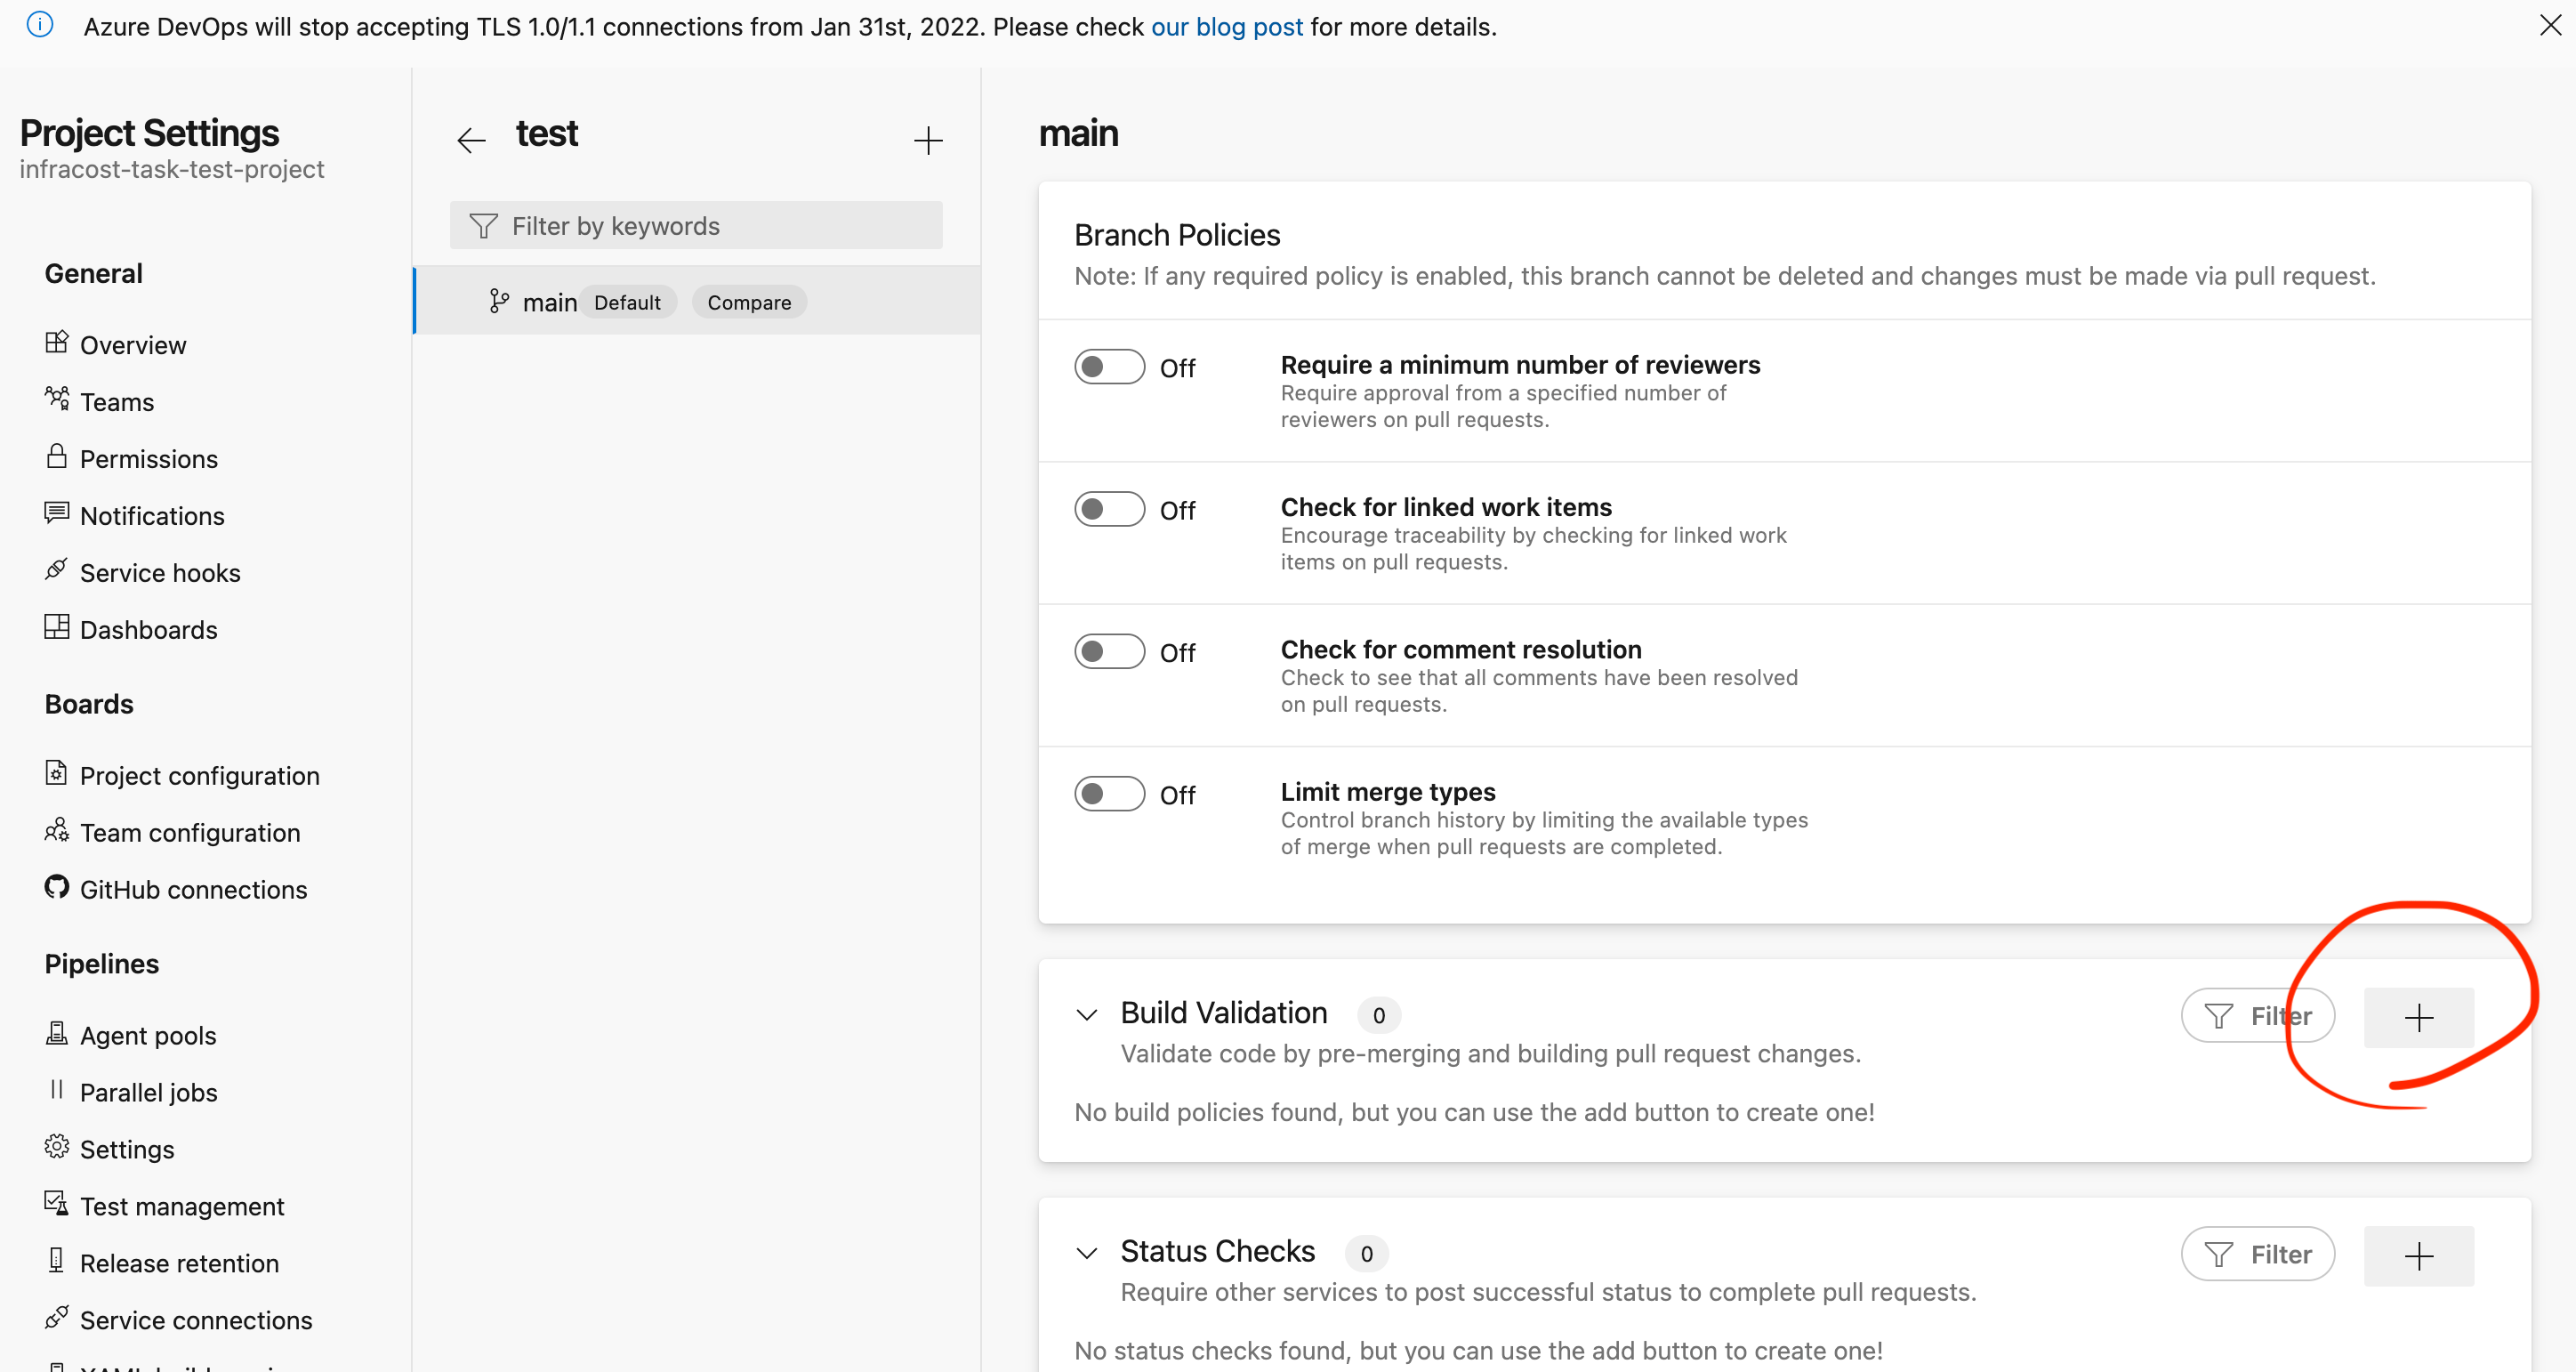 Azure DevOps will stop accepting TLS 1.0/1.1 connections from Jan 31st, 2022. Please check our blog post for more details.
Project Settings
infracost-task-test-project
General
Overview
Teams
Permissions
Notifications
Service hooks
Dashboards
Boards
Project configuration
Team configuration
GitHub connections
Pipelines
Agent pools
Parallel jobs
Settings
Test management
Release retention
Service connections
test
Filter by keywords
main Default Compare
main
Branch Policies
Note: If any required policy is enabled, this branch cannot be deleted and changes must be made via pull request.
Off
Require a minimum number of reviewers
Require approval from a specified number of
reviewers on pull requests.
Off
Check for linked work items
Encourage traceability by checking for linked work
items on pull requests.
Off
Check for comment resolution
Check to see that all comments have been resolved
on pull requests.
Off
Limit merge types
Control branch history by limiting the available types
of merge when pull requests are completed.
Build Validation 0
Filter
Validate code by pre-merging and building pull request changes.
No build policies found, but you can use the add button to create one!
Status Checks 0
Filter
Require other services to post successful status to complete pull requests.
No status checks found, but you can use the add button to create one!